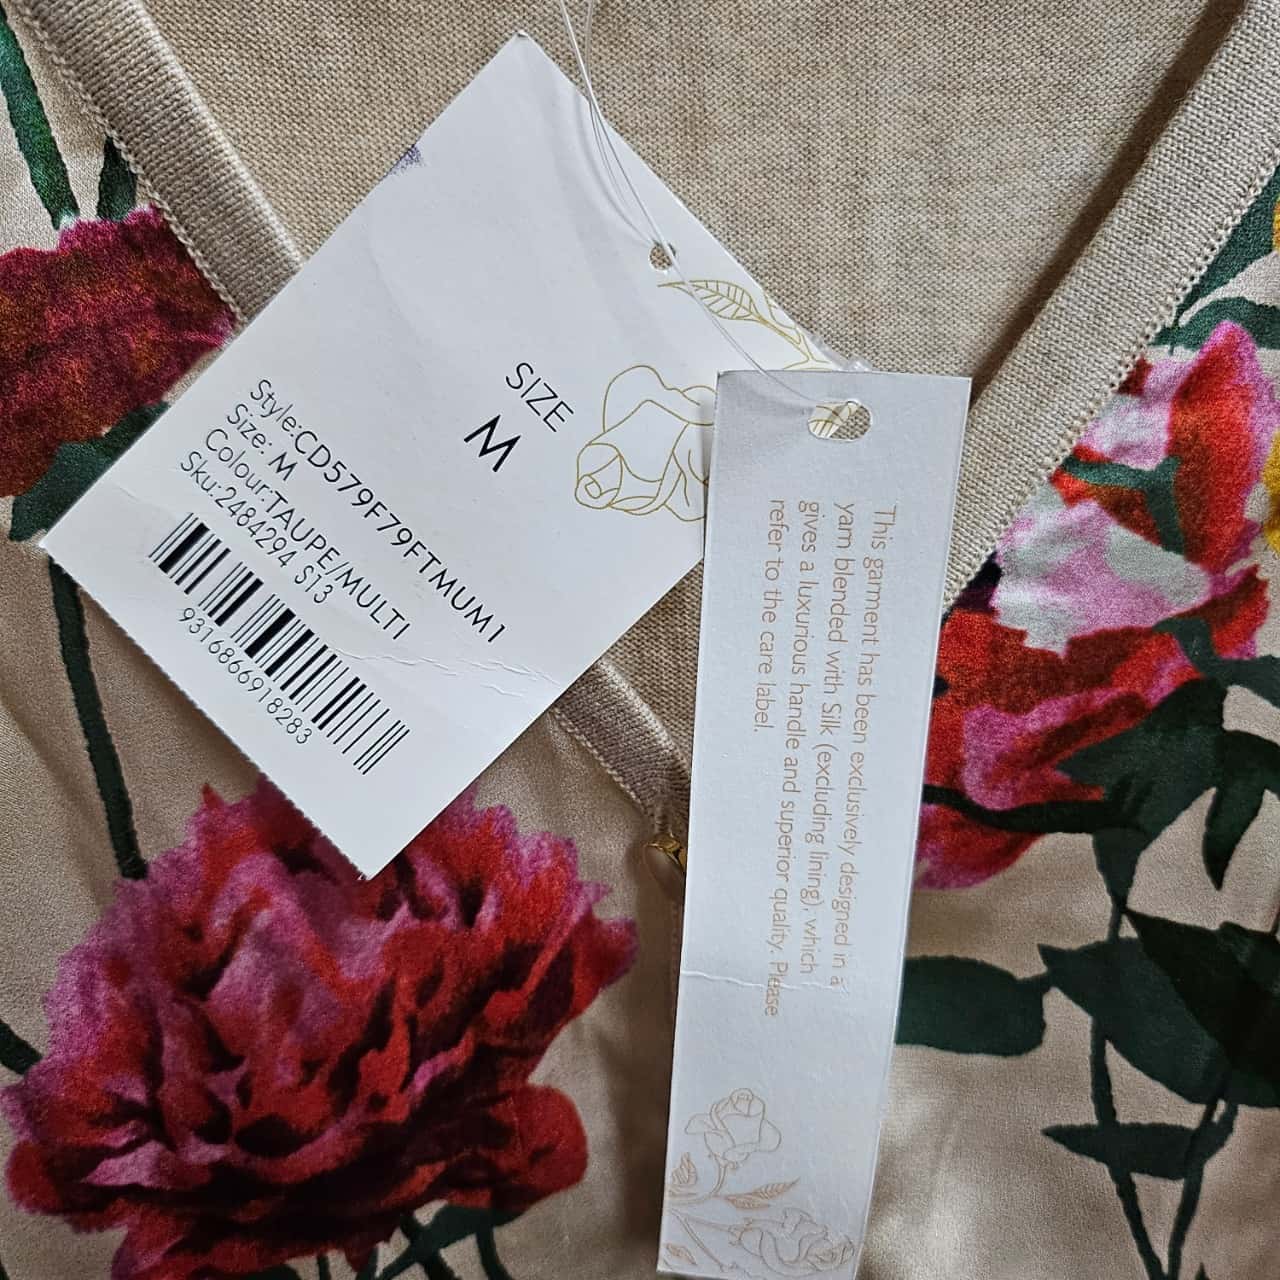 SIZE
M
Style:CD579F79FTMUM1
Size: M
Colour:TAUPE/MULTI
Sku:2484294 S13
9316866918283
This garment has been exclusively designed in a
yarn blended with Silk (excluding lining), which
gives a luxurious handle and superior quality. Please
refer to the care label.